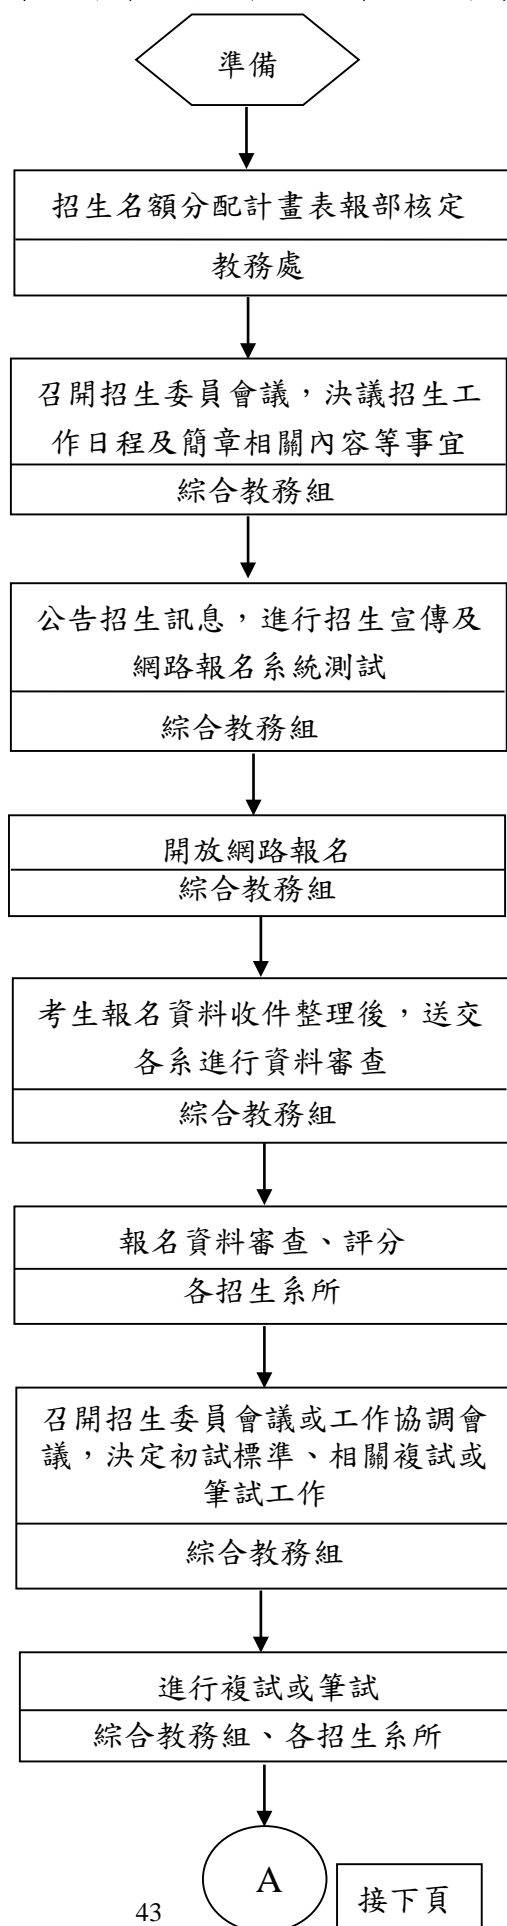 準備
招生名額分配計畫表報部核定
教務處
召開招生委員會議，決議招生工
作日程及簡章相關內容等事宜
綜合教務組
公告招生訊息，進行招生宣傳及
網路報名系統測試
綜合教務組
開放網路報名
綜合教務組
考生報名資料收件整理後，送交
各系進行資料審查
綜合教務組
報名資料審查、評分
各招生系所
召開招生委員會議或工作協調會
議，決定初試標準、相關複試或
筆試工作
綜合教務組
進行複試或筆試
綜合教務組、各招生系所
A
接下頁
43